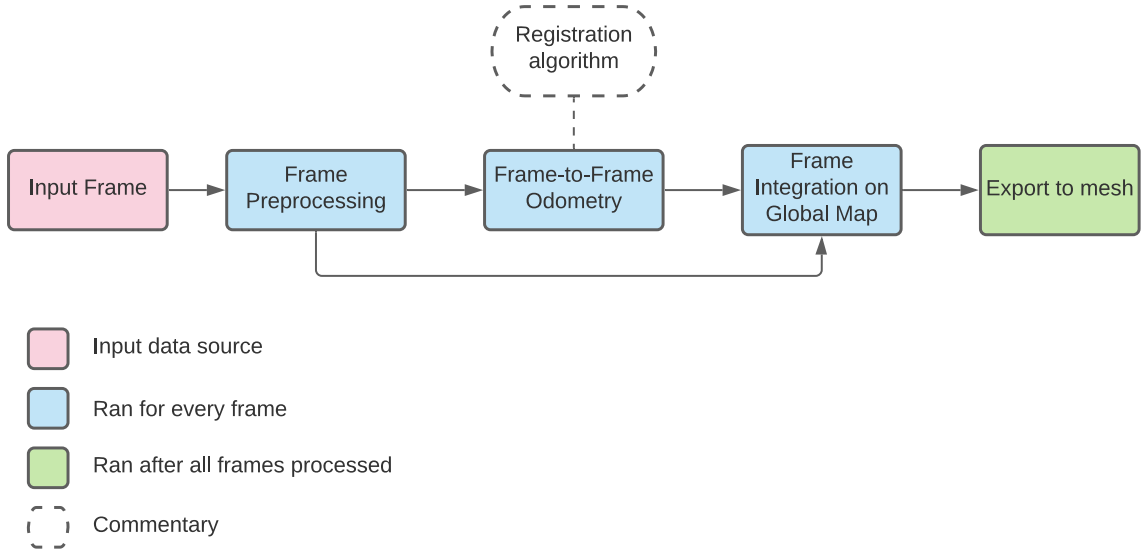 Registration
algorithm
Input Frame
Frame
Preprocessing
Frame-to-Frame
Odometry
Frame
Integration on
Global Map
Export to mesh
Input data source
Ran for every frame
Ran after all frames processed
Commentary